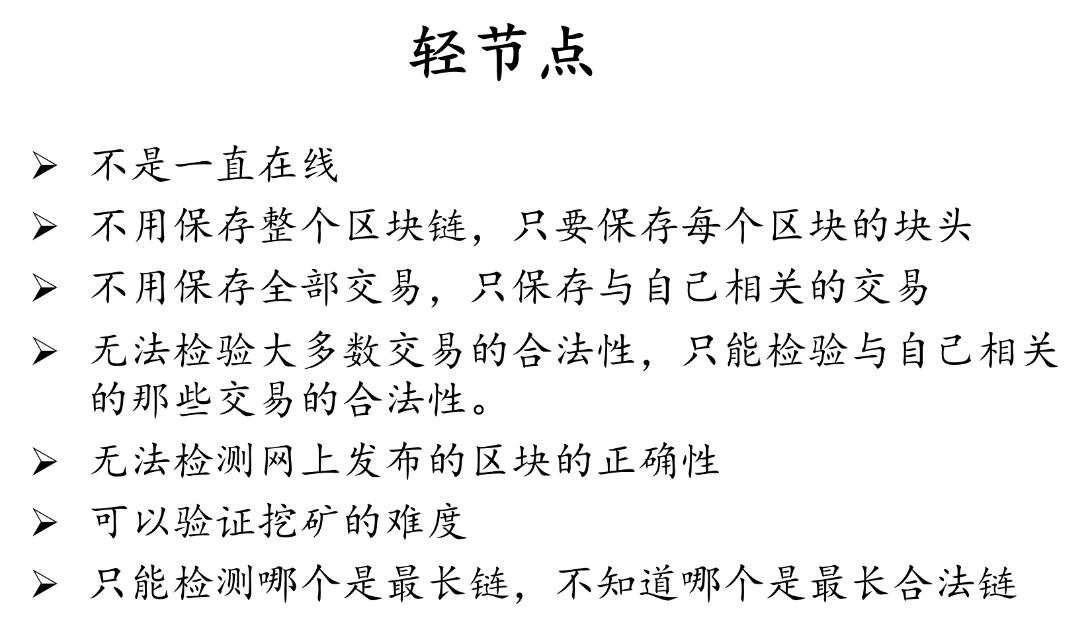 轻节点
➢ 不是一直在线
➢ 不用保存整个区块链，只要保存每个区块的块头
➢ 不用保存全部交易，只保存与自己相关的交易
➢ 无法检验大多数交易的合法性，只能检验与自己相关
的那些交易的合法性。
➢ 无法检测网上发布的区块的正确性
➢ 可以验证挖矿的难度
➢ 只能检测哪个是最长链，不知道哪个是最长合法链